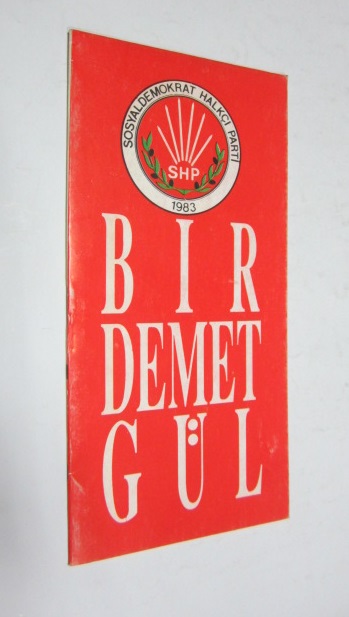 SOSYALDEMOKRAT HALKÇI PARTİ
SHP
1983
BIR
DEMET
GÜL